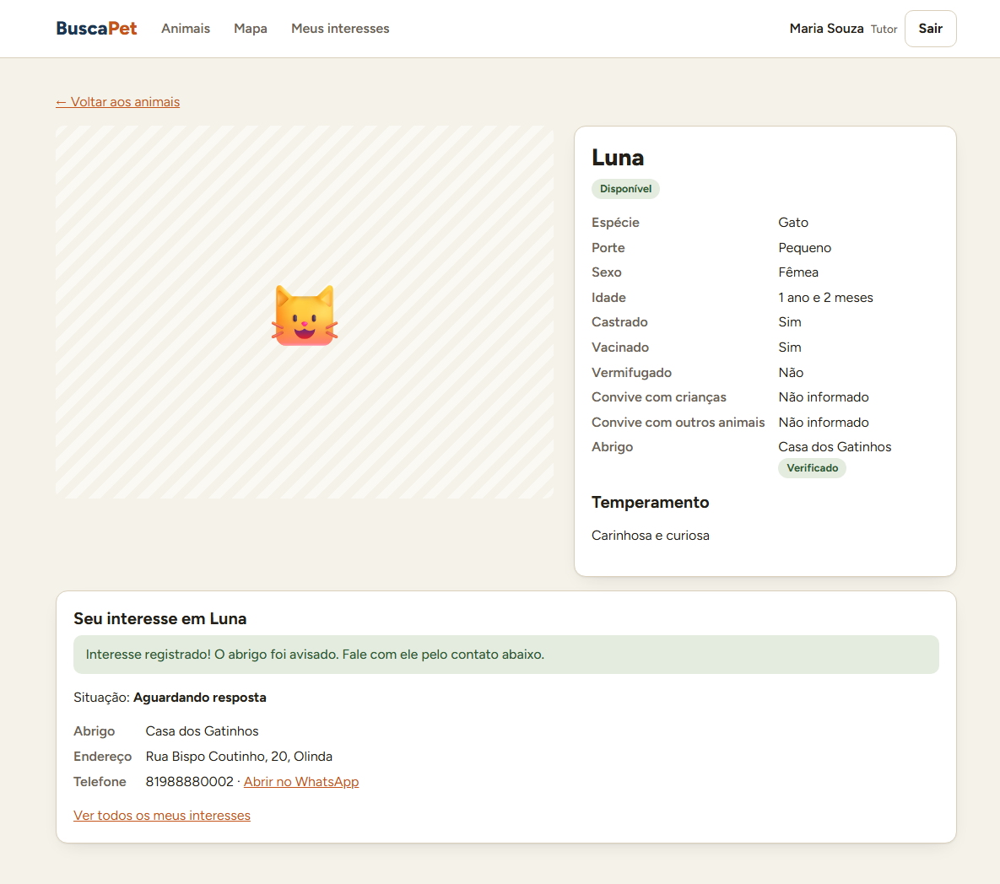 BuscaPet Animais Mapa Meus interesses Maria Souza Tutor Sair
← Voltar aos animais
Luna
Disponível
Espécie Gato
Porte Pequeno
Sexo Fêmea
Idade 1 ano e 2 meses
Castrado Sim
Vacinado Sim
Vermifugado Não
Convive com crianças Não informado
Convive com outros animais Não informado
Abrigo Casa dos Gatinhos
Verificado
Temperamento
Carinhosa e curiosa
Seu interesse em Luna
Interesse registrado! O abrigo foi avisado. Fale com ele pelo contato abaixo.
Situação: Aguardando resposta
Abrigo Casa dos Gatinhos
Endereço Rua Bispo Coutinho, 20, Olinda
Telefone 81988880002 · Abrir no WhatsApp
Ver todos os meus interesses